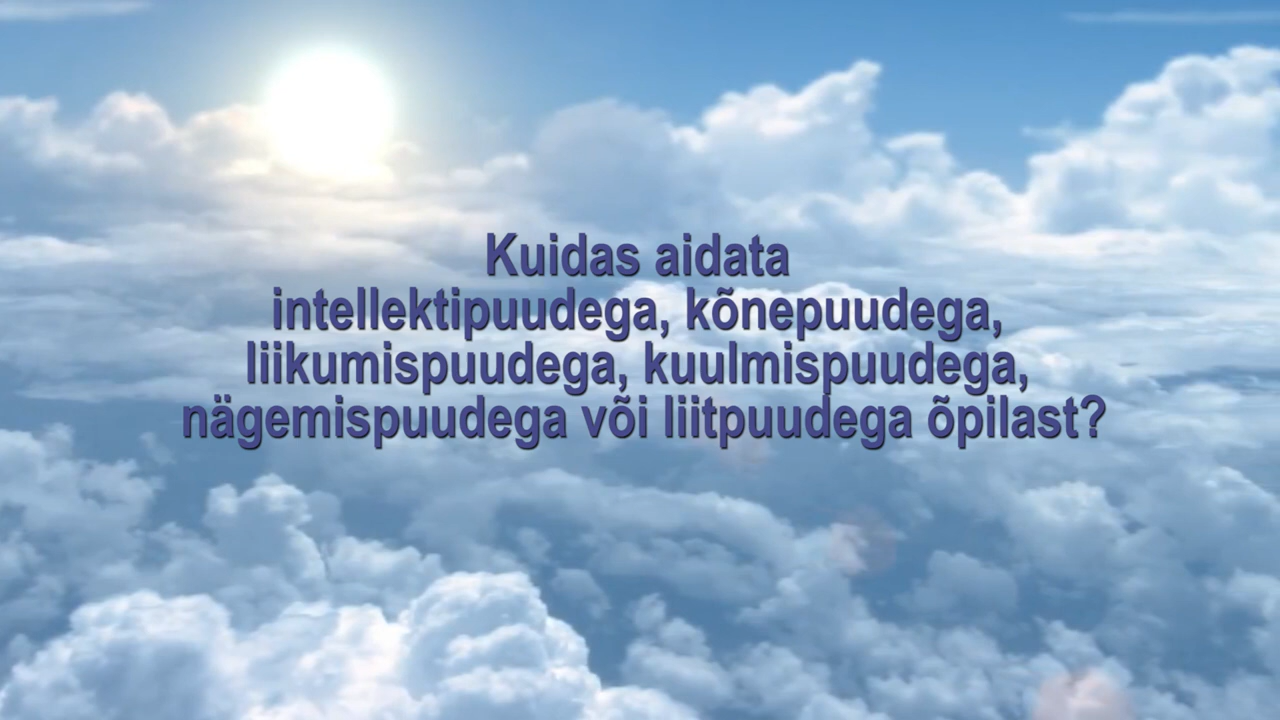 Kuidas aidata
intellektipuudega, kõnepuudega,
liikumispuudega, kuulmispuudega,
nägemispuudega või liitpuudega õpilast?